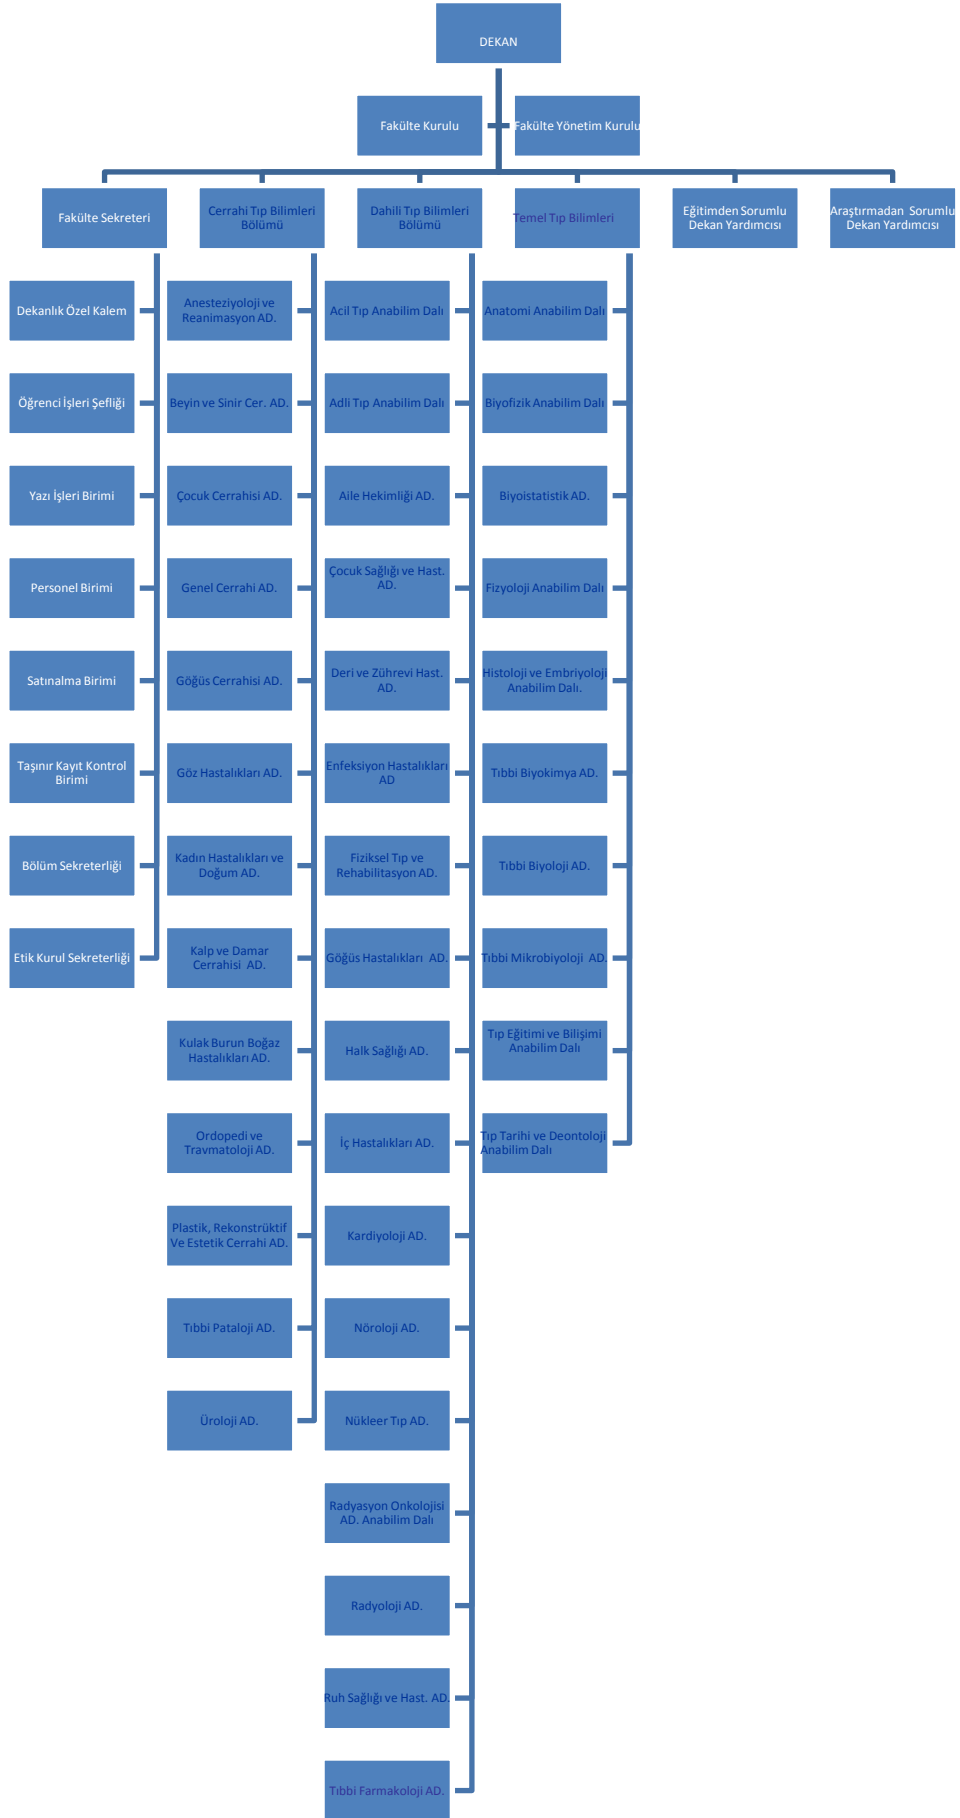 DEKAN
Fakülte Kurulu
Fakülte Yönetim Kurulu
Fakülte Sekreteri
Cerrahi Tıp Bilimleri
Bölümü
Dahili Tıp Bilimleri
Bölümü
Temel Tıp Bilimleri
Eğitimden Sorumlu
Dekan Yardımcısı
Araştırmadan  Sorumlu
Dekan Yardımcısı
Dekanlık Özel Kalem
Öğrenci İşleri Şefliği
Yazı İşleri Birimi
Personel Birimi
Satınalma Birimi
Taşınır Kayıt Kontrol
Birimi
Bölüm Sekreterliği
Etik Kurul Sekreterliği
Anesteziyoloji ve
Reanimasyon AD.
Beyin ve Sinir Cer. AD.
Çocuk Cerrahisi AD.
Genel Cerrahi AD.
Göğüs Cerrahisi AD.
Göz Hastalıkları AD.
Kadın Hastalıkları ve
Doğum AD.
Kalp ve Damar
Cerrahisi  AD.
Kulak Burun Boğaz
Hastalıkları AD.
Ordopedi ve
Travmatoloji AD.
Plastik, Rekonstrüktif
Ve Estetik Cerrahi AD.
Tıbbi Pataloji AD.
Üroloji AD.
Acil Tıp Anabilim Dalı
Adli Tıp Anabilim Dalı
Aile Hekimliği AD.
Çocuk Sağlığı ve Hast.
AD.
Deri ve Zührevi Hast.
AD.
Enfeksiyon Hastalıkları
AD
Fiziksel Tıp ve
Rehabilitasyon AD.
Göğüs Hastalıkları  AD.
Halk Sağlığı AD.
İç Hastalıkları AD.
Kardiyoloji AD.
Nöroloji AD.
Nükleer Tıp AD.
Radyasyon Onkolojisi
AD. Anabilim Dalı
Radyoloji AD.
Ruh Sağlığı ve Hast. AD.
Tıbbi Farmakoloji AD.
Anatomi Anabilim Dalı
Biyofizik Anabilim Dalı
Biyoistatistik AD.
Fizyoloji Anabilim Dalı
Histoloji ve Embriyoloji
Anabilim Dalı.
Tıbbi Biyokimya AD.
Tıbbi Biyoloji AD.
Tıbbi Mikrobiyoloji  AD.
Tıp Eğitimi ve Bilişimi
Anabilim Dalı
Tıp Tarihi ve Deontoloji
Anabilim Dalı